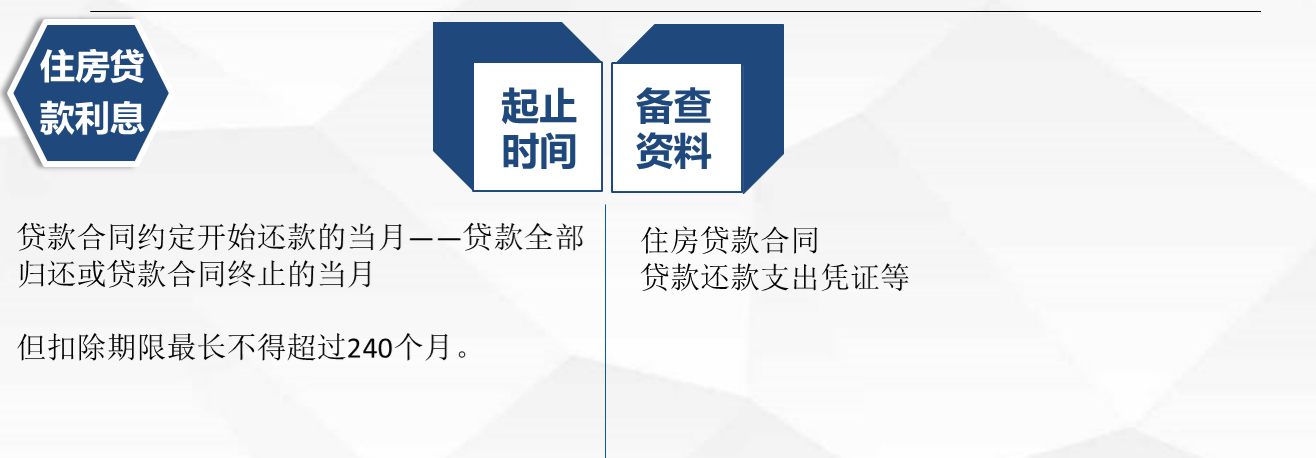 住房贷
款利息
起止
时间
备查
资料
贷款合同约定开始还款的当月——贷款全部
归还或贷款合同终止的当月
但扣除期限最长不得超过240个月。
住房贷款合同
贷款还款支出凭证等